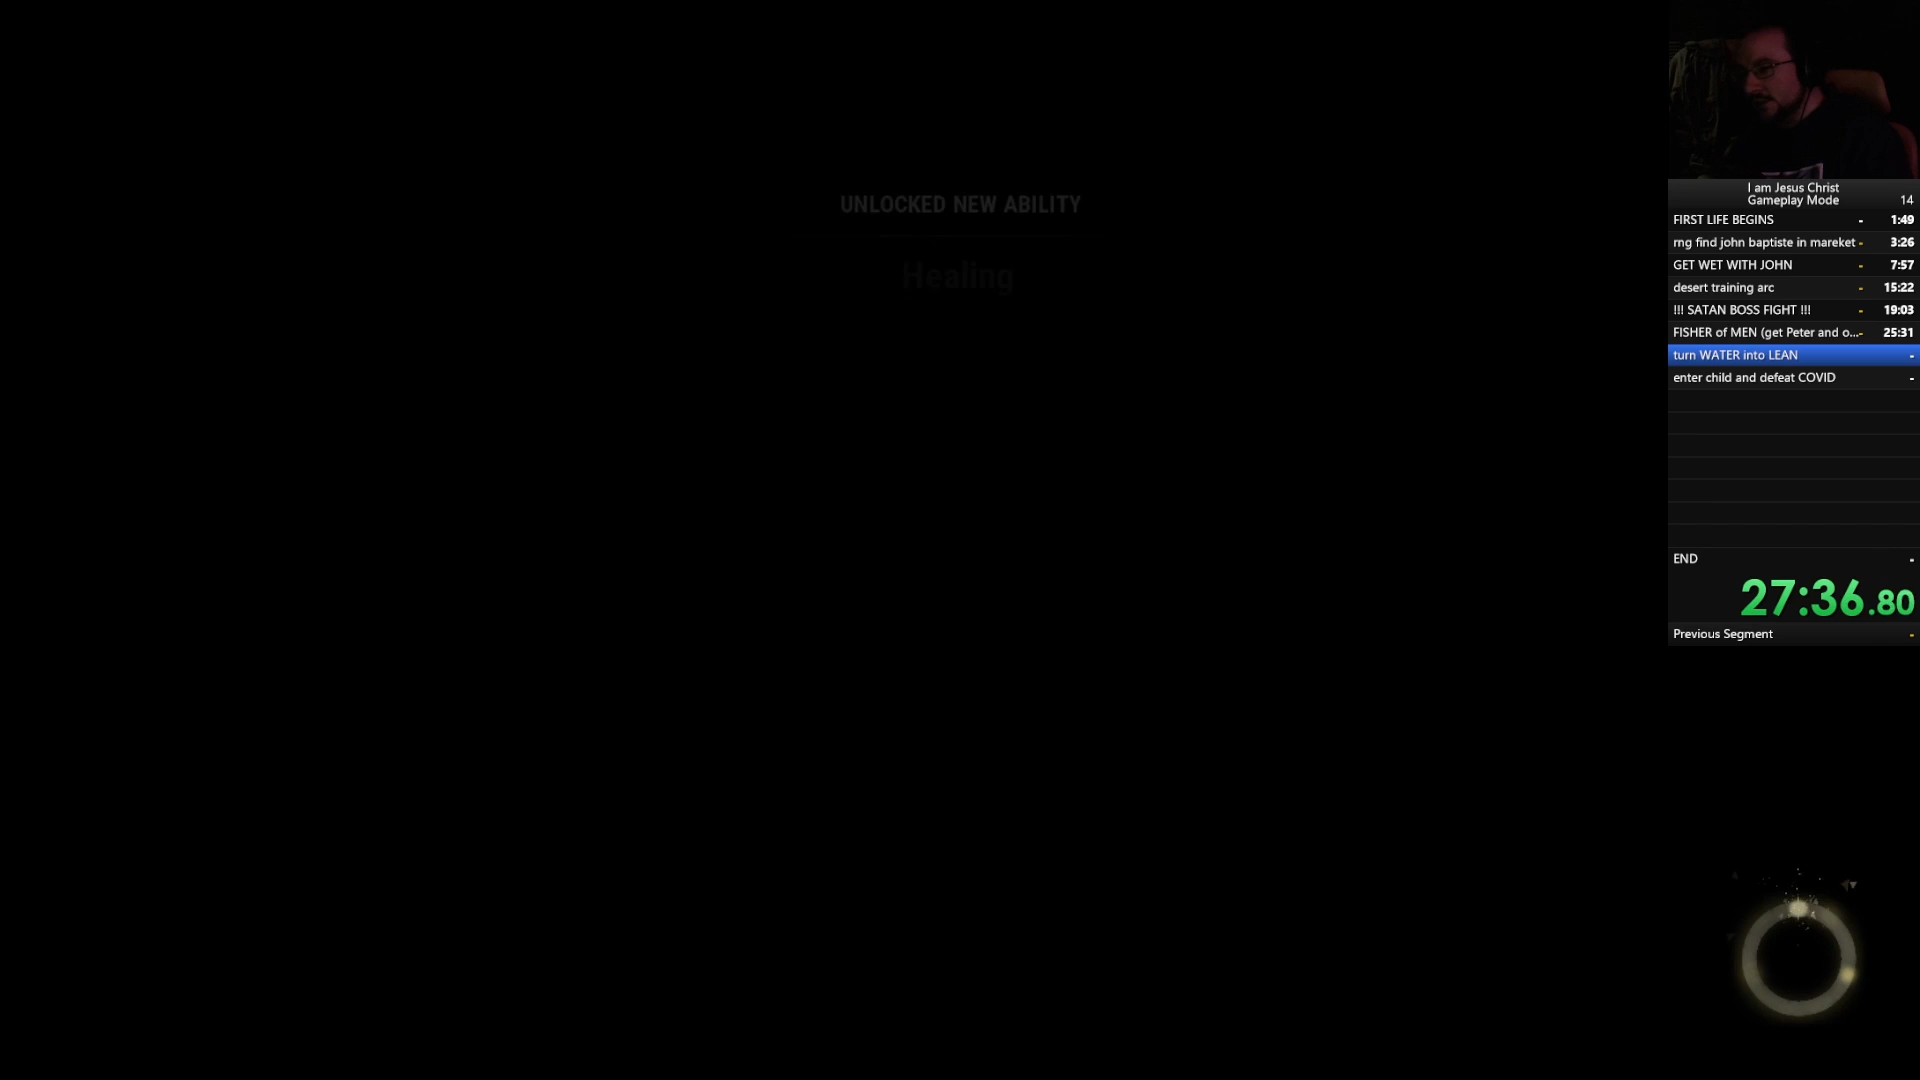 UNLOCKED NEW ABILITY
Healing
I am Jesus Christ
Gameplay Mode 14
FIRST LIFE BEGINS - 1:49
rng find john baptiste in mareket - 3:26
GET WET WITH JOHN - 7:57
desert training arc - 15:22
!!! SATAN BOSS FIGHT !!! - 19:03
FISHER of MEN (get Peter and o... - 25:31
turn WATER into LEAN -
enter child and defeat COVID -
END -
27:36.80
Previous Segment -